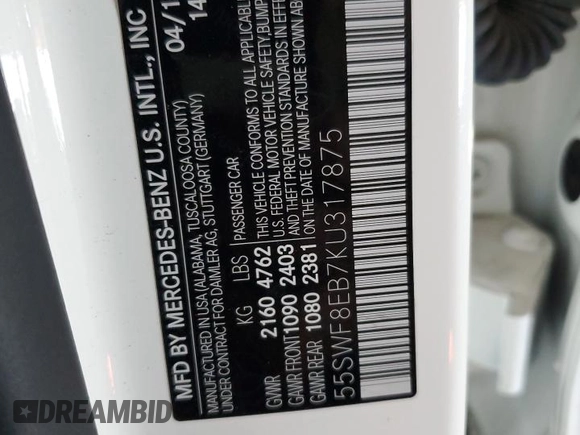 MFD BY MERCEDES-BENZ U.S. INTL., INC
MANUFACTURED IN USA (ALABAMA, TUSCALOOSA COUNTY)
UNDER CONTRACT FOR DAIMLER AG, STUTTGART (GERMANY)
04/1
14
KG LBS
GMVR 2160 4762
GAWR FRONT 1090 2403
GAWR REAR 1080 2381
PASSENGER CAR
THIS VEHICLE CONFORMS TO ALL APPLICABLE
U.S. FEDERAL MOTOR VEHICLE SAFETY, BUMP
AND THEFT PREVENTION STANDARDS IN EFFE
ON THE DATE OF MANUFACTURE SHOWN AB
55SWF8EB7KU317875
DREAMBID